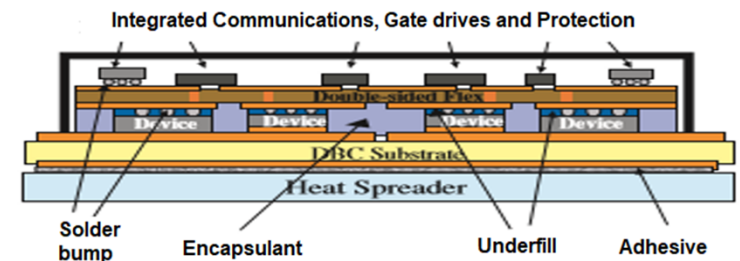 Integrated Communications, Gate drives and Protection
Double-sided Flex
Device Device Device Device
DBC Substrate
Heat Spreader
Solder
bump
Encapsulant
Underfill
Adhesive